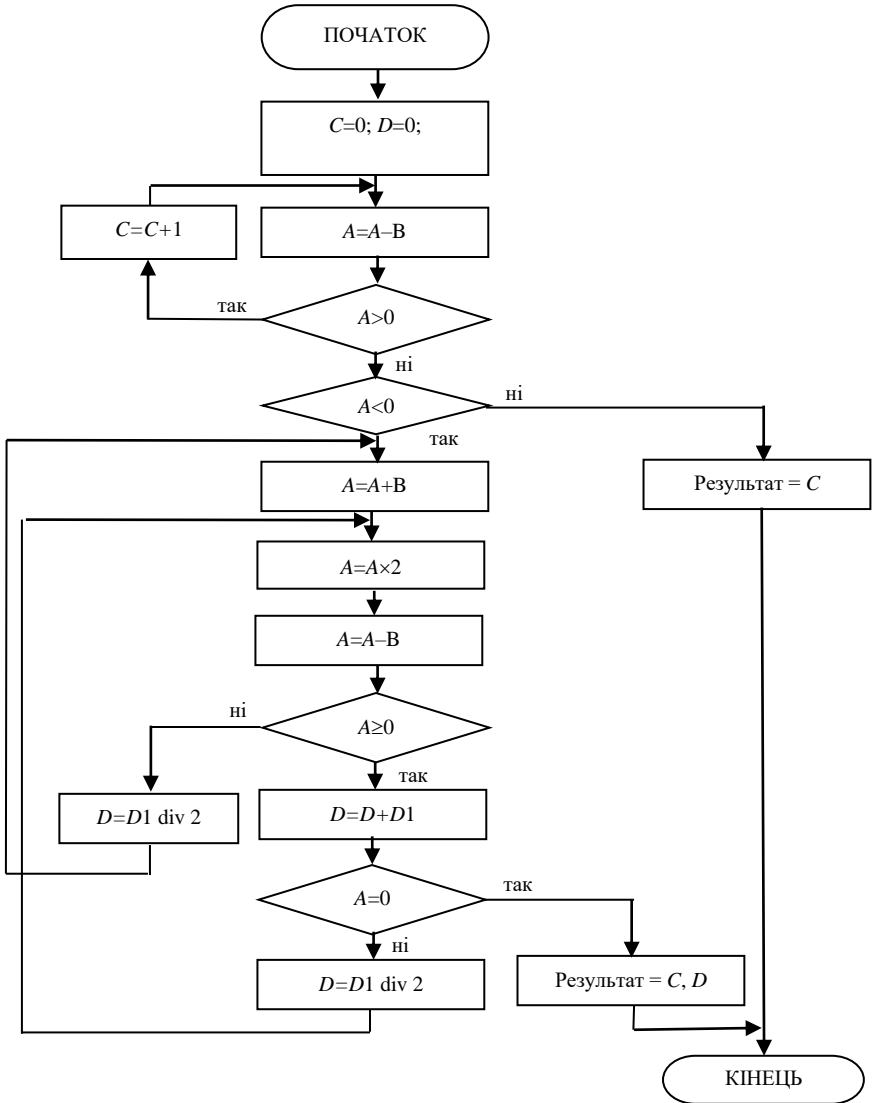 ПОЧАТОК
C=0; D=0;
C=C+1
A=A–B
так
A>0
ні
A<0
ні
так
A=A+B
Результат = C
A=A×2
A=A–B
ні
A≥0
так
D=D1 div 2
D=D+D1
A=0
так
ні
D=D1 div 2
Результат = C, D
КІНЕЦЬ